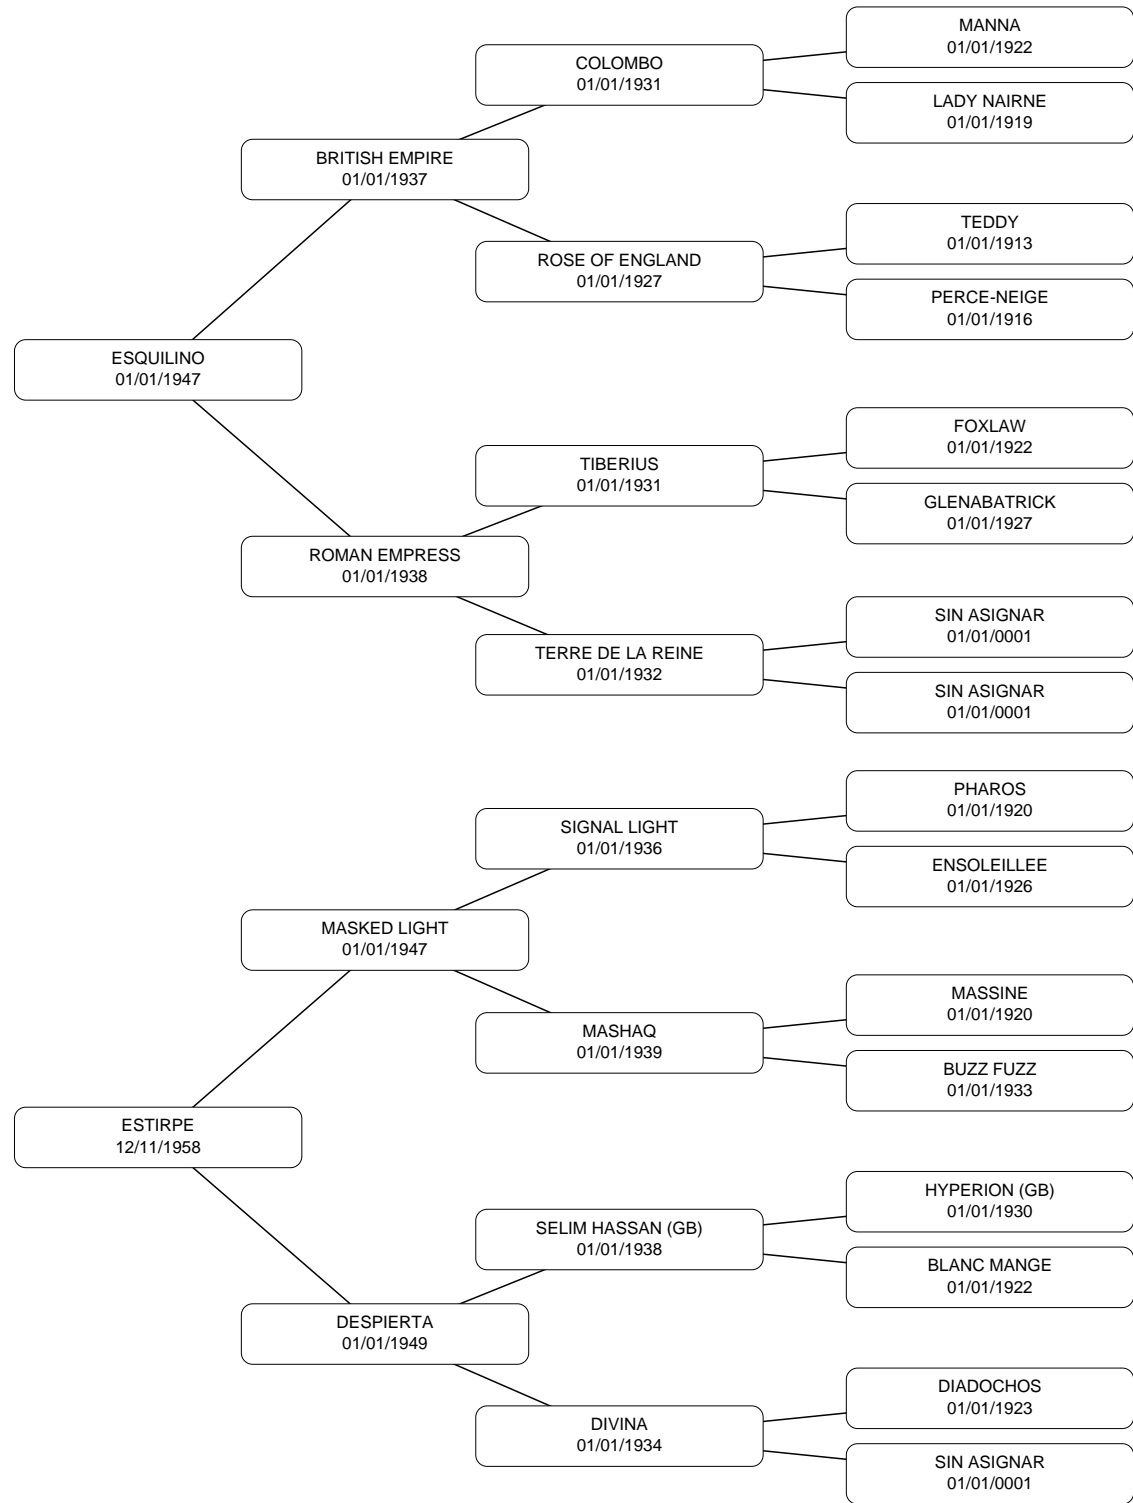 MANNA
01/01/1922
COLOMBO
01/01/1931
LADY NAIRNE
01/01/1919
BRITISH EMPIRE
01/01/1937
TEDDY
01/01/1913
ROSE OF ENGLAND
01/01/1927
PERCE-NEIGE
01/01/1916
ESQUILINO
01/01/1947
FOXLAW
01/01/1922
TIBERIUS
01/01/1931
GLENABATRICK
01/01/1927
ROMAN EMPRESS
01/01/1938
SIN ASIGNAR
01/01/0001
TERRE DE LA REINE
01/01/1932
SIN ASIGNAR
01/01/0001
PHAROS
01/01/1920
SIGNAL LIGHT
01/01/1936
ENSOLEILLEE
01/01/1926
MASKED LIGHT
01/01/1947
MASSINE
01/01/1920
MASHAQ
01/01/1939
BUZZ FUZZ
01/01/1933
ESTIRPE
12/11/1958
HYPERION (GB)
01/01/1930
SELIM HASSAN (GB)
01/01/1938
BLANC MANGE
01/01/1922
DESPIERTA
01/01/1949
DIADOCHOS
01/01/1923
DIVINA
01/01/1934
SIN ASIGNAR
01/01/0001